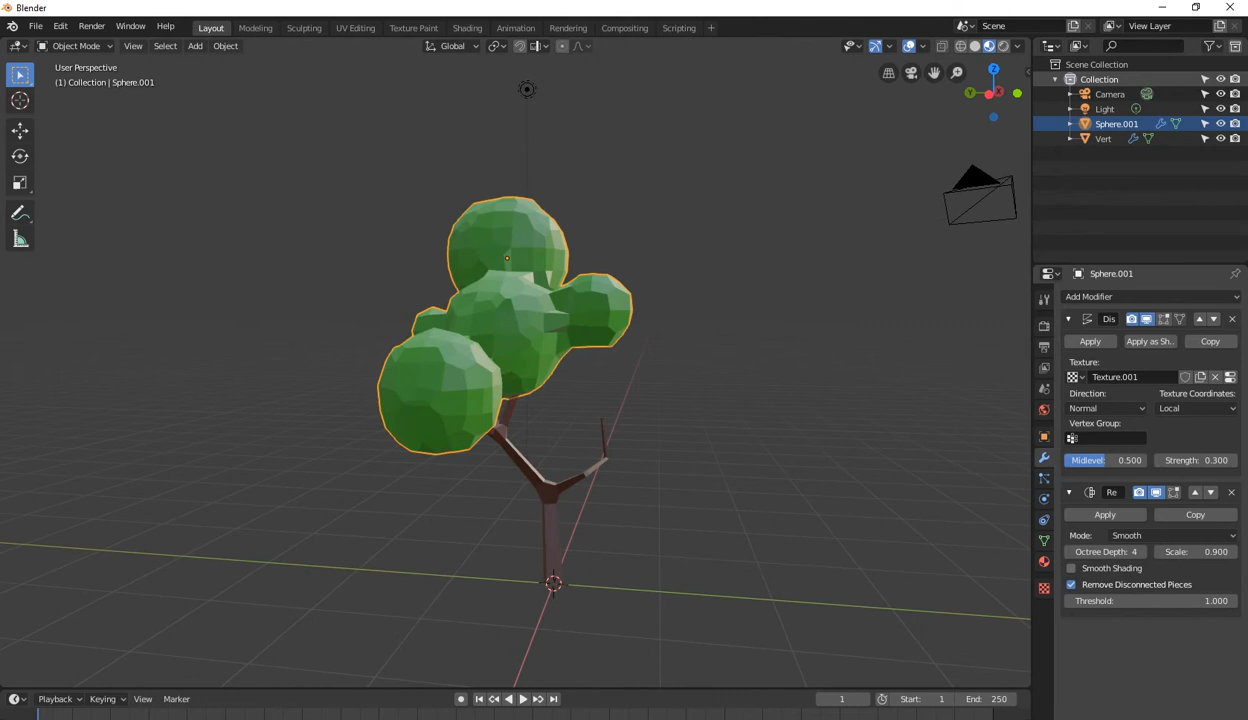 Blender
File Edit Render Window Help Layout Modeling Sculpting UV Editing Texture Paint Shading Animation Rendering Compositing Scripting + Scene View Layer
Object Mode View Select Add Object Global
User Perspective
(1) Collection | Sphere.001
Z
Y
X
Scene Collection
Collection
Camera
Light
Sphere.001
Vert
Sphere.001
Add Modifier
Dis
Apply Apply as Sh.. Copy
Texture:
Texture.001
Direction: Texture Coordinates:
Normal Local
Vertex Group:
Midlevel: 0.500 Strength: 0.300
Re
Apply Copy
Mode: Smooth
Octree Depth: 4 Scale: 0.900
Smooth Shading
Remove Disconnected Pieces
Threshold: 1.000
Playback Keying View Marker 1 Start: 1 End: 250